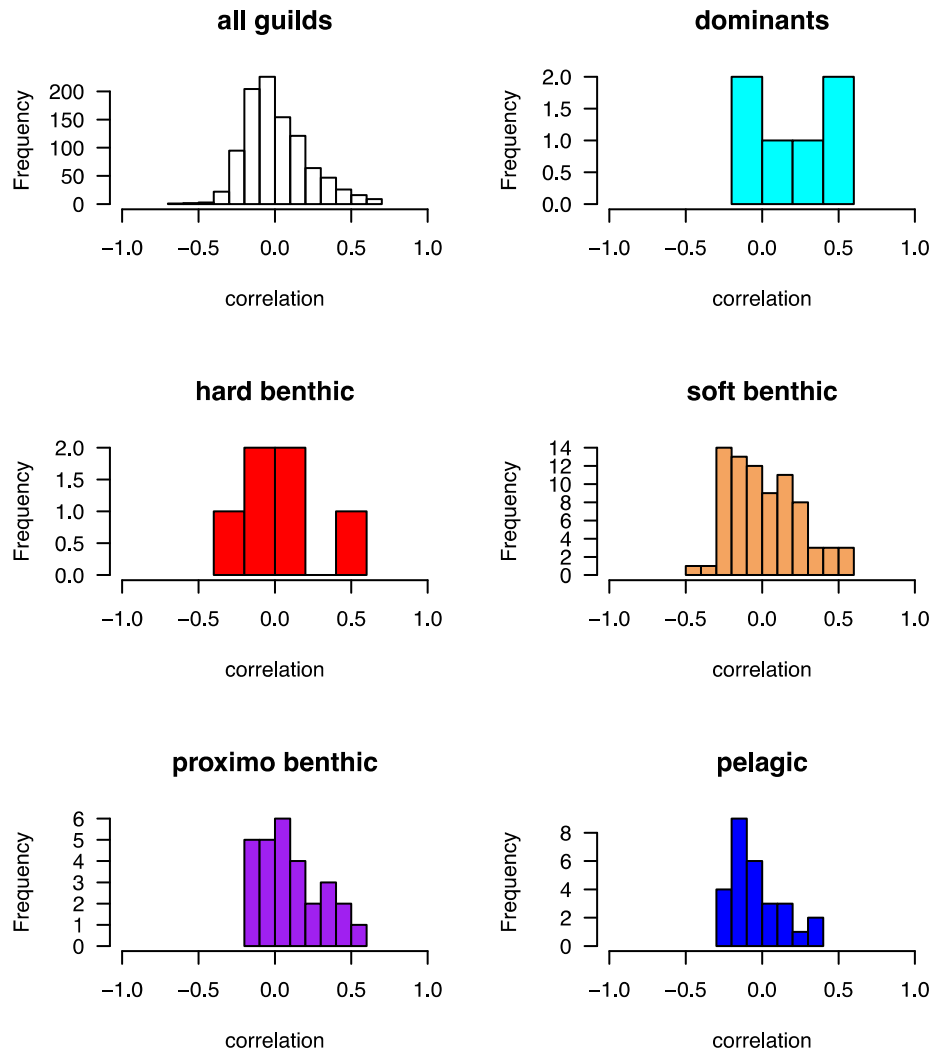 all guilds
Frequency
200
150
100
50
0
−1.0 −0.5 0.0 0.5 1.0
correlation
dominants
Frequency
2.0
1.5
1.0
0.5
0.0
−1.0 −0.5 0.0 0.5 1.0
correlation
hard benthic
Frequency
2.0
1.5
1.0
0.5
0.0
−1.0 −0.5 0.0 0.5 1.0
correlation
soft benthic
Frequency
14
12
10
8
6
4
2
0
−1.0 −0.5 0.0 0.5 1.0
correlation
proximo benthic
Frequency
6
5
4
3
2
1
0
−1.0 −0.5 0.0 0.5 1.0
correlation
pelagic
Frequency
8
6
4
2
0
−1.0 −0.5 0.0 0.5 1.0
correlation